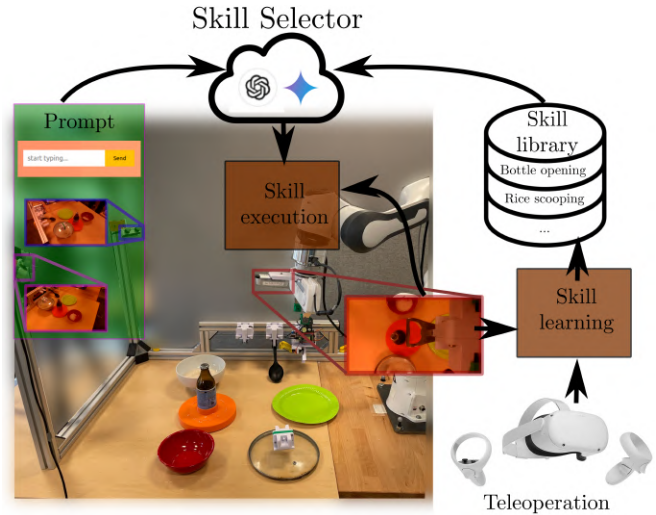 Skill Selector
Prompt
start typing...
Send
Skill
execution
Skill
library
Bottle opening
Rice scooping
...
Skill
learning
Teleoperation